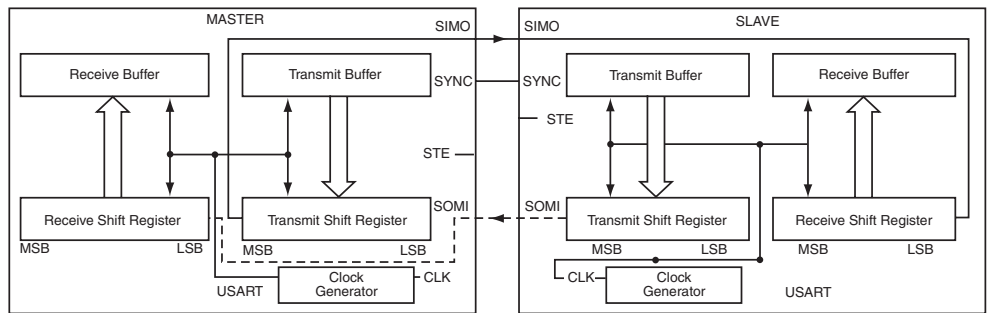 MASTER
SIMO
Receive Buffer
Transmit Buffer
SYNC
STE
Receive Shift Register
Transmit Shift Register
SOMI
MSB
LSB
MSB
LSB
USART
Clock
Generator
CLK
SLAVE
SIMO
SYNC
Transmit Buffer
Receive Buffer
STE
SOMI
Transmit Shift Register
Receive Shift Register
MSB
LSB
MSB
LSB
CLK
Clock
Generator
USART